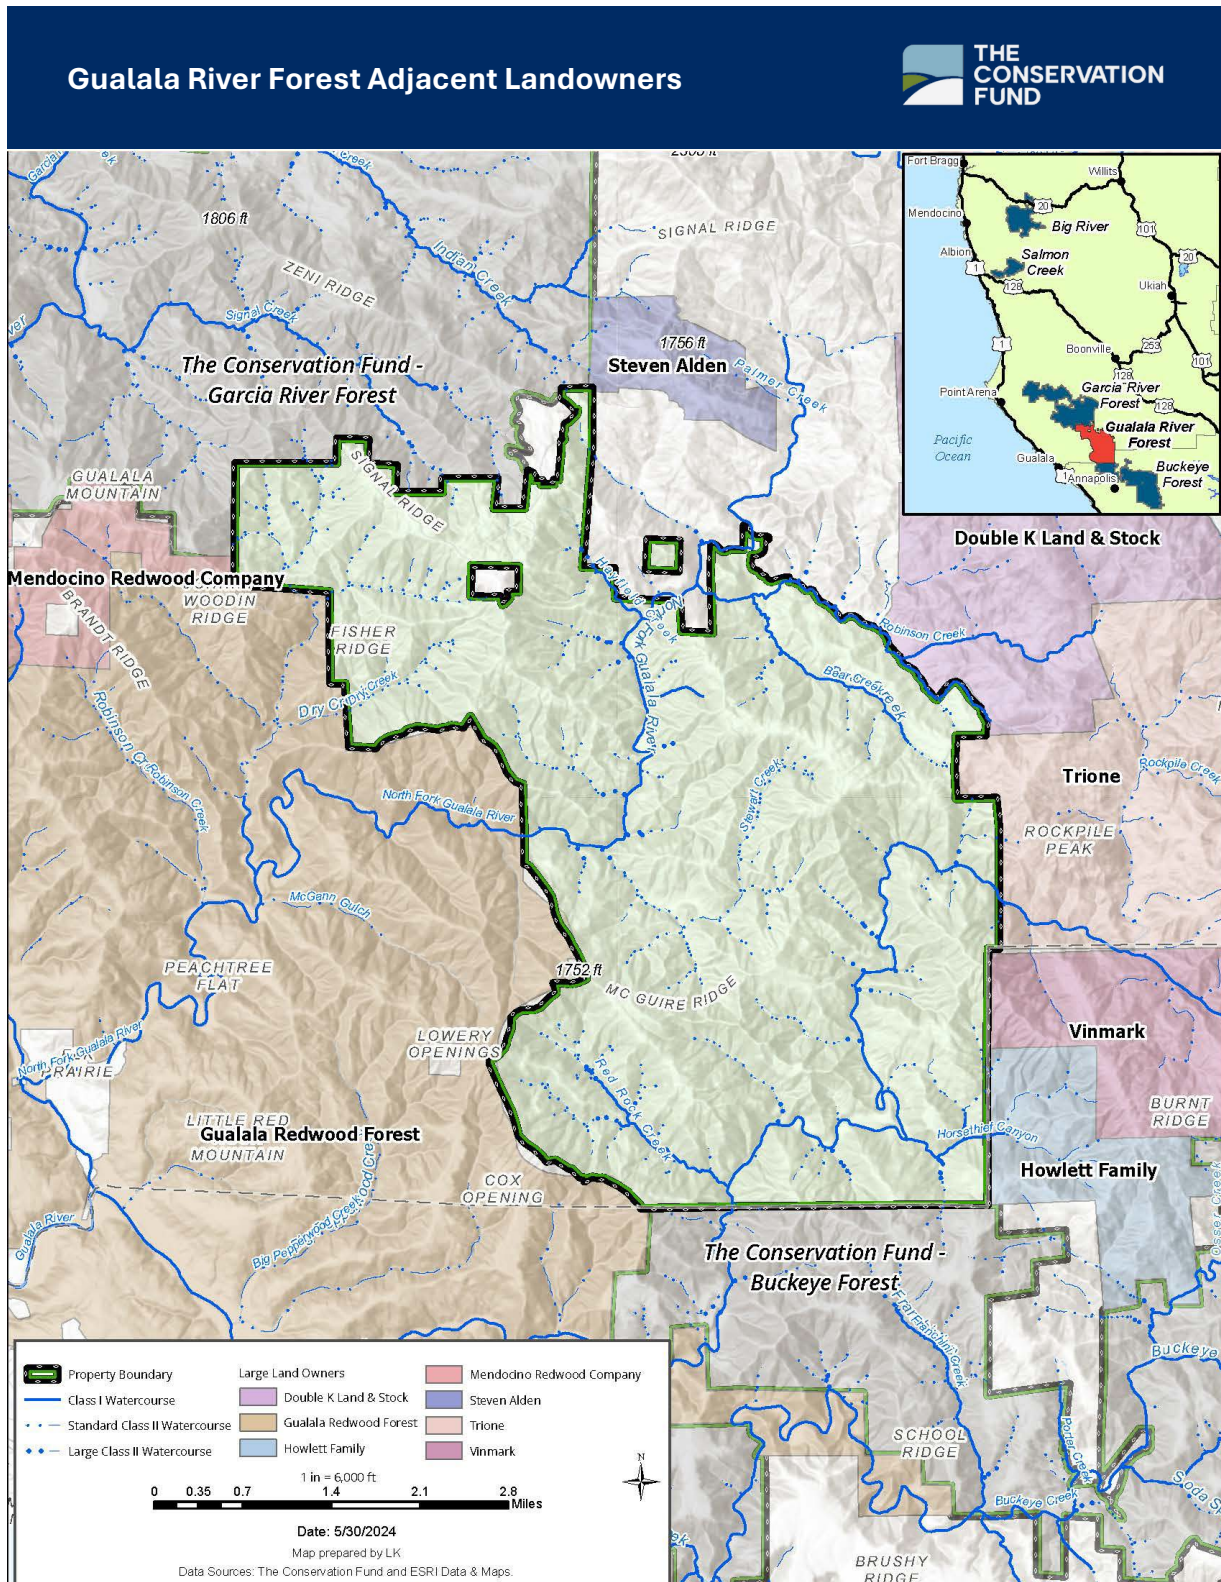 Gualala River Forest Adjacent Landowners
THE
CONSERVATION
FUND
Fort Bragg
Willits
20
Mendocino
Big River
101
Albion
Salmon
Creek
20
1
128
Ukiah
1
253
Boonville
101
128
Point Arena
Garcia River
Forest
128
Gualala River
Forest
Pacific
Ocean
Gualala
1
Annapolis
Buckeye
Forest
1806 ft
SIGNAL RIDGE
Indian Creek
ZENI RIDGE
Signal Creek
1756 ft
Steven Alden
Palmer Creek
The Conservation Fund -
Garcia River Forest
SIGNAL RIDGE
GUALALA
MOUNTAIN
Double K Land & Stock
Mendocino Redwood Company
WOODIN
RIDGE
BRANDT RIDGE
Hayfield Creek
FISHER
RIDGE
Robinson Creek
North Fork Gualala River
Bear Creek
Dry Creek
Robinson Creek
Trione
Rockpile Creek
North Fork Gualala River
Stewart Creek
ROCKPILE
PEAK
McGann Gulch
PEACHTREE
FLAT
1752 ft
MC GUIRE RIDGE
Vinmark
North Fork Gualala River
PRAIRIE
LOWERY
OPENINGS
Red Rock Creek
BURNT
RIDGE
LITTLE RED
MOUNTAIN
Gualala Redwood Forest
Horsethief Canyon
Howlett Family
COX
OPENING
Gualala River
Big Pepperwood Creek
The Conservation Fund -
Buckeye Forest
Franchini Creek
Buckeye
SCHOOL
RIDGE
Porter Creek
Buckeye Creek
BRUSHY
RIDGE
Property Boundary
Class I Watercourse
Standard Class II Watercourse
Large Class II Watercourse
Large Land Owners
Double K Land & Stock
Gualala Redwood Forest
Howlett Family
Mendocino Redwood Company
Steven Alden
Trione
Vinmark
1 in = 6,000 ft
0 0.35 0.7 1.4 2.1 2.8
Miles
N
Date: 5/30/2024
Map prepared by LK
Data Sources: The Conservation Fund and ESRI Data & Maps.